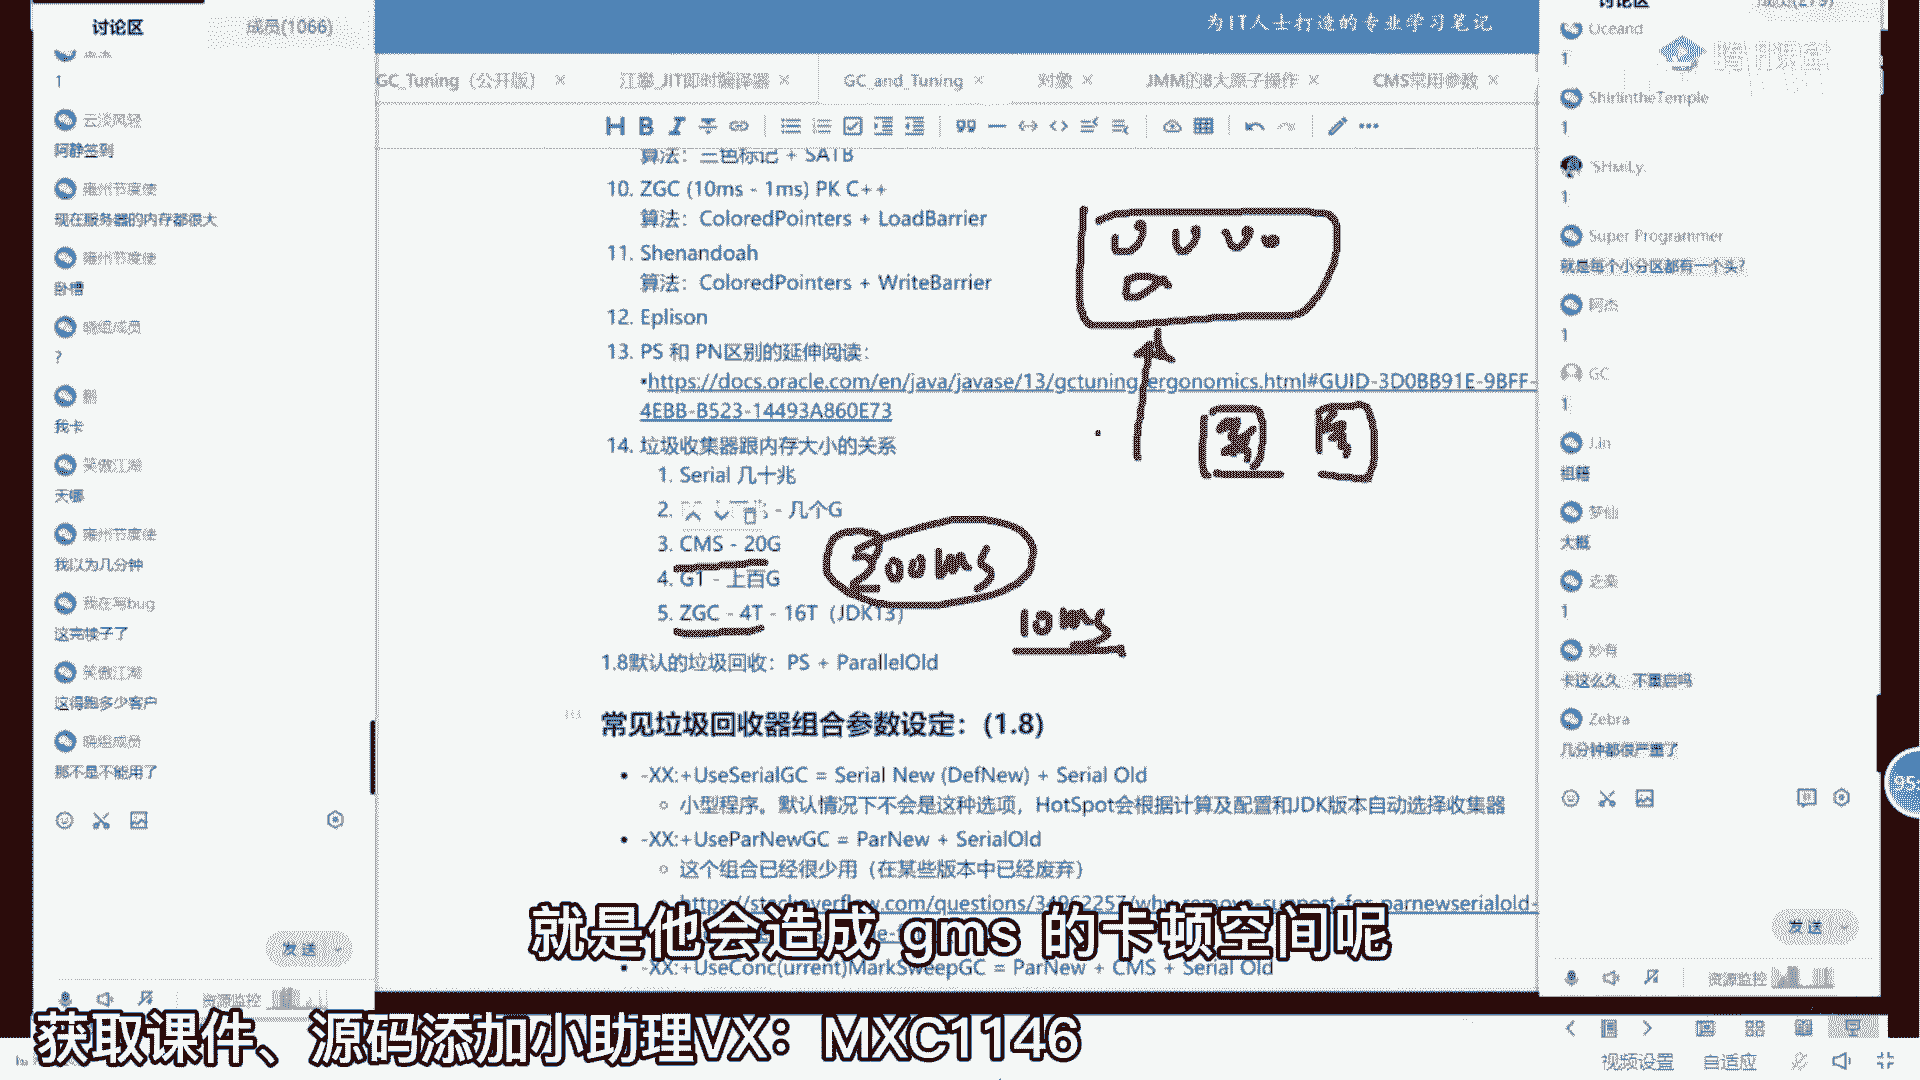 讨论区
成员(1066)
1
云淡风轻
阿静签到
雍州节度使
现在服务器的内存都很大
雍州节度使
卧槽
晓组成员
?
鹏
我卡
笑傲江湖
天哪
雍州节度使
我以为几分钟
我在写bug
这完犊子了
笑傲江湖
这得跑多少客户
晓组成员
那不是不能用了
发送
资源监控
为IT人士打造的专业学习笔记
GC_Tuning（公开版） ×
JIT即时编译器 ×
GC_and_Tuning ×
对象 ×
JMM的8大原子操作 ×
CMS常用参数 ×
算法：三色标记 + SATB
10. ZGC (10ms - 1ms) PK C++
算法：ColoredPointers + LoadBarrier
11. Shenandoah
算法：ColoredPointers + WriteBarrier
12. Eplison
13. PS 和 PN区别的延伸阅读：
•https://docs.oracle.com/en/java/javase/13/gctuning/ergonomics.html#GUID-3D0BB91E-9BFF-
4EBB-B523-14493A860E73
14. 垃圾收集器跟内存大小的关系
1. Serial 几十兆
2. - 几个G
3. CMS - 20G
200ms
4. G1 - 上百G
5. ZGC - 4T - 16T（JDK13）
10ms
1.8默认的垃圾回收：PS + ParallelOld
常见垃圾回收器组合参数设定：(1.8)
• -XX:+UseSerialGC = Serial New (DefNew) + Serial Old
小型程序。默认情况下不会是这种选项，HotSpot会根据计算及配置和JDK版本自动选择收集器
• -XX:+UseParNewGC = ParNew + SerialOld
这个组合已经很少用（在某些版本中已经废弃）
https://stackoverflow.com/questions/34962257/why-remove-support-for-parnewserialold-
• -XX:+UseConc(urrent)MarkSweepGC = ParNew + CMS + Serial Old
就是他会造成 gms 的卡顿空间呢
讨论区
Oceand
1
腾讯课堂
ShirlintheTemple
1
SHmiLy.
1
Super Programmer
就是每个小分区都有一个头？
阿杰
1
GC
1
J.lin
祖籍
梦仙
大概
1
妙有
卡这么久，不重启吗
Zebra
几分钟都很严重了
发送
资源监控
获取课件、源码添加小助理VX：MXC1146
视频设置
自适应